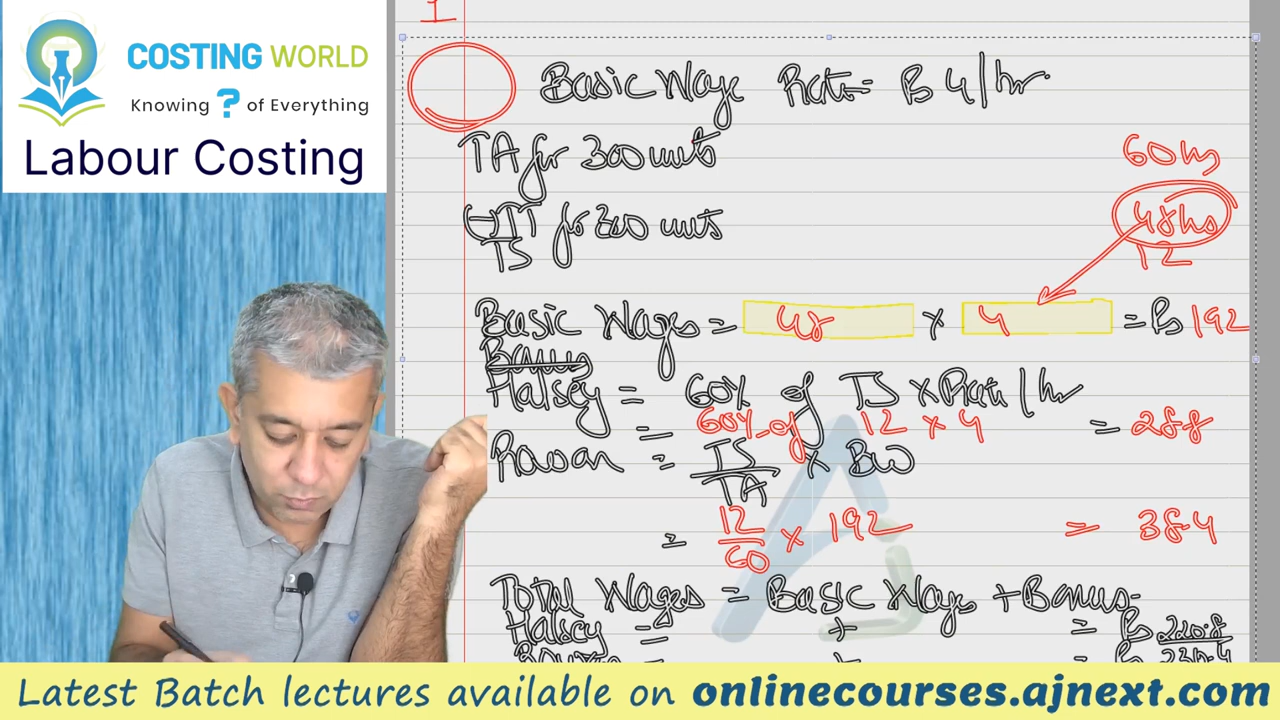 COSTING WORLD
Knowing ? of Everything
Labour Costing
I
Basic Wage Rate = Rs 4/hr
TA for 300 units 60 hrs
TT for 300 units 48 hrs
TS 12
Basic Wages = 48 × 4 = Rs 192
Bonus
Halsey = 60% of TS × Rate/hr
= 60% of 12 × 4 = 28.8
Rowan = TS/TA × BW
= 12/60 × 192 = 38.4
Total Wages = Basic Wages + Bonus
Halsey = + = Rs 220.8
Rowan = + = Rs 230.4
Latest Batch lectures available on onlinecourses.ajnext.com